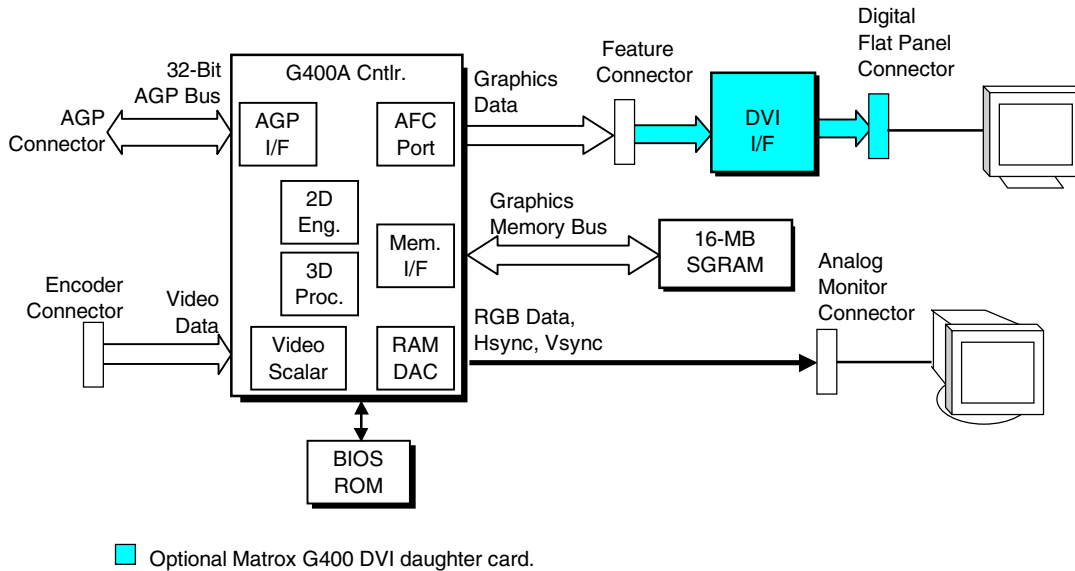 32-Bit
AGP Bus
AGP
Connector
G400A Cntlr.
AGP
I/F
AFC
Port
2D
Eng.
Mem.
I/F
3D
Proc.
Video
Scalar
RAM
DAC
Graphics
Data
Feature
Connector
DVI
I/F
Digital
Flat Panel
Connector
Graphics
Memory Bus
16-MB
SGRAM
Encoder
Connector
Video
Data
RGB Data,
Hsync, Vsync
Analog
Monitor
Connector
BIOS
ROM
Optional Matrox G400 DVI daughter card.